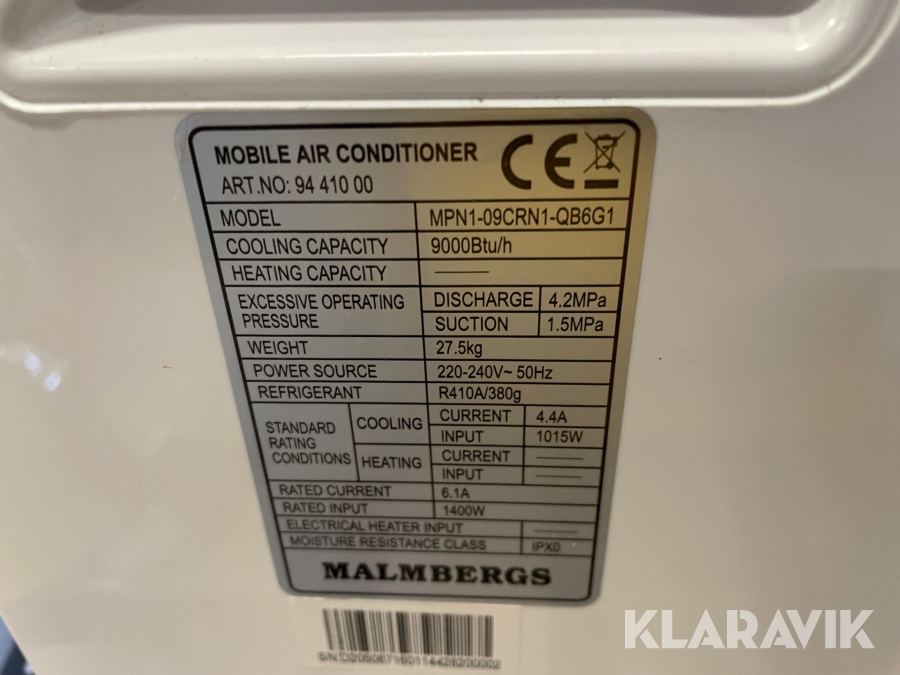 KLARAVIK
MOBILE AIR CONDITIONER
ART.NO: 94 410 00
MODEL MPN1-09CRN1-QB6G1
COOLING CAPACITY 9000Btu/h
HEATING CAPACITY ——
EXCESSIVE OPERATING PRESSURE DISCHARGE 4.2MPa
SUCTION 1.5MPa
WEIGHT 27.5kg
POWER SOURCE 220-240V~ 50Hz
REFRIGERANT R410A/380g
STANDARD RATING CONDITIONS COOLING CURRENT 4.4A
INPUT 1015W
HEATING CURRENT ——
INPUT ——
RATED CURRENT 6.1A
RATED INPUT 1400W
ELECTRICAL HEATER INPUT ——
MOISTURE RESISTANCE CLASS IPX0
MALMBERGS
KLARAVIK